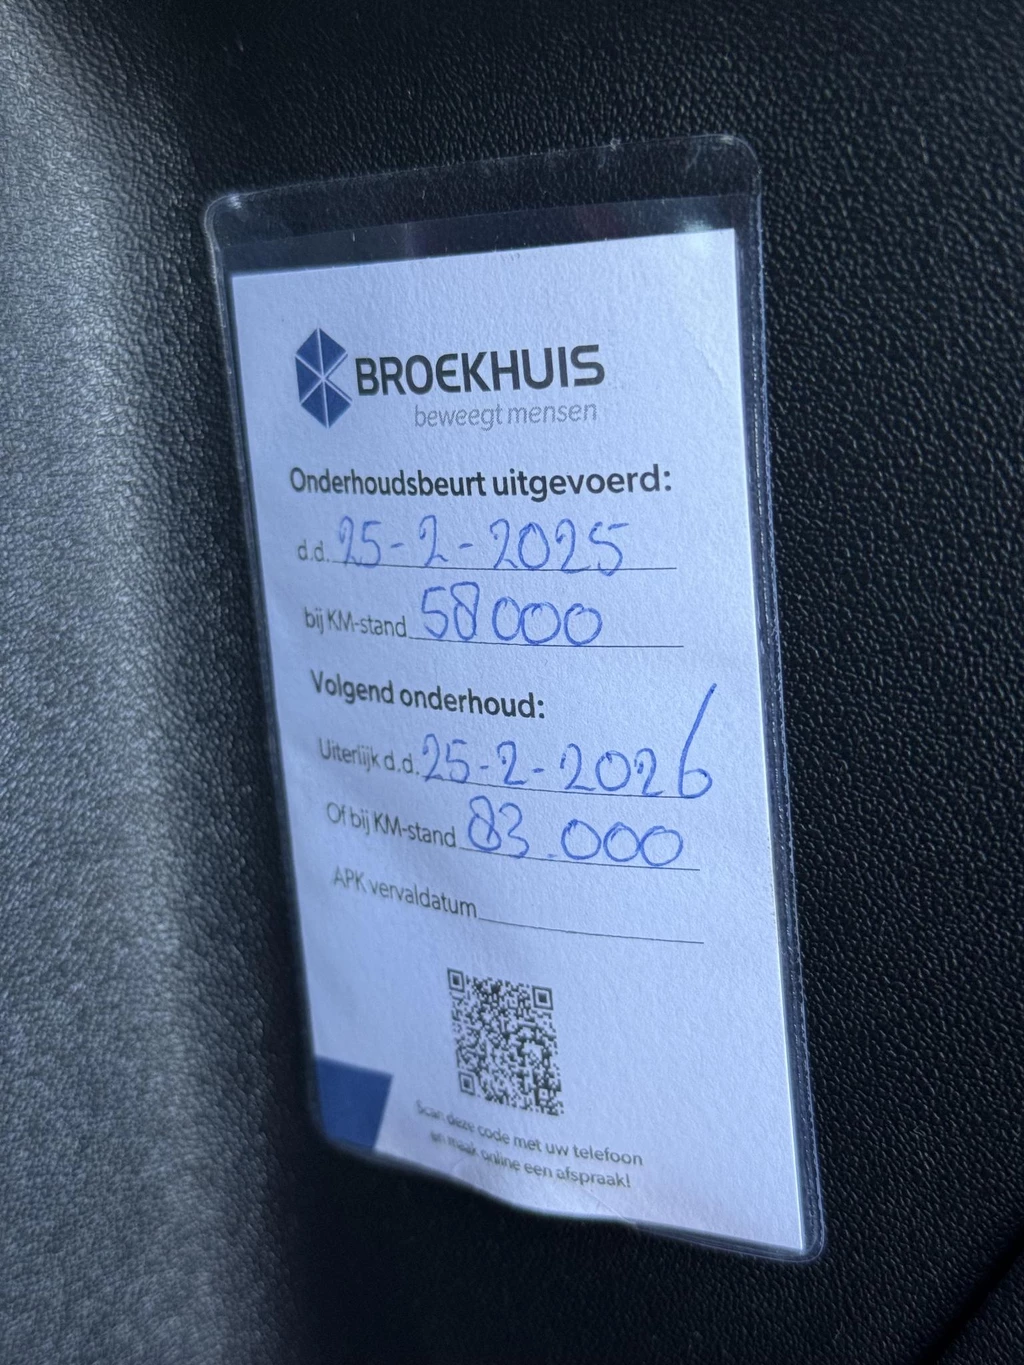 BROEKHUIS
beweegt mensen
Onderhoudsbeurt uitgevoerd:
d.d. 25-2-2025
bij KM-stand 58000
Volgend onderhoud:
Uiterlijk d.d. 25-2-2026
Of bij KM-stand 83.000
APK vervaldatum
Scan deze code met uw telefoon
en maak online een afspraak!